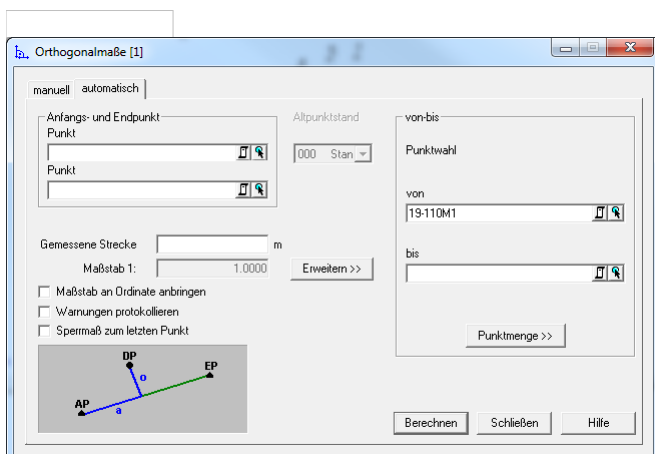 Orthogonalmaße [1]
manuell automatisch
Anfangs- und Endpunkt
Punkt
Punkt
Altpunktstand
000 Stan
Gemessene Strecke m
Maßstab 1: 1.0000
Erweitern >>
Maßstab an Ordinate anbringen
Warnungen protokollieren
Sperrmaß zum letzten Punkt
DP
o
EP
AP
a
von-bis
Punktwahl
von
19-110M1
bis
Punktmenge >>
Berechnen Schließen Hilfe